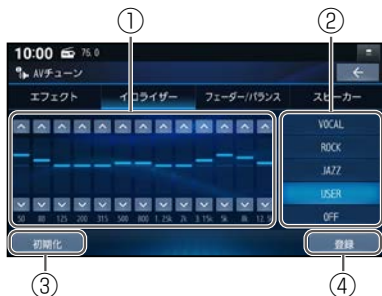 ① ②
10:00 76.0
AVチューン
エフェクト イコライザー フェーダー/バランス スピーカー
VOCAL
ROCK
JAZZ
USER
OFF
50 80 125 200 315 500 800 1.25k 2k 3.15k 5k 8k 12.5
初期化 登録
③ ④